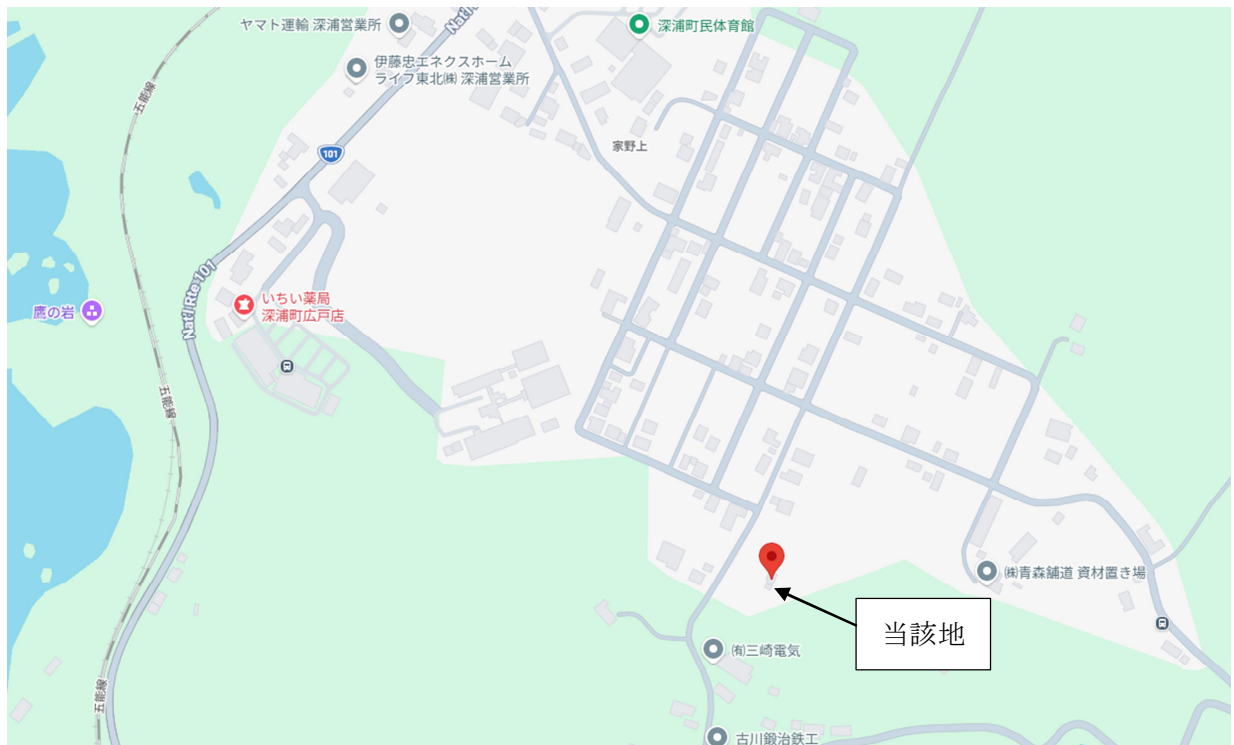 ヤマト運輸 深浦営業所
Nat'l
深浦町民体育館
伊藤忠エネクスホーム
ライフ東北㈱ 深浦営業所
五能線
101
家野上
Nat'l Rte 101
鷹の岩
いちい薬局
深浦町広戸店
五能線
㈱青森舗道 資材置き場
当該地
㈲三崎電気
五能線
古川鍛治鉄工